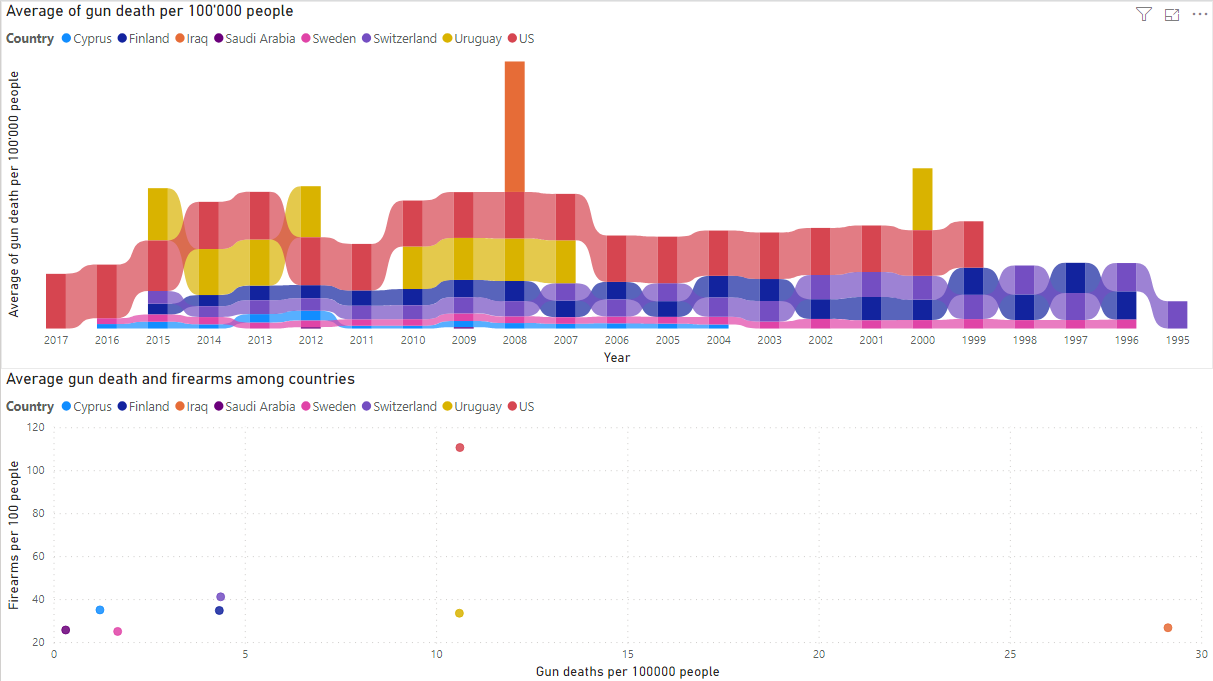 Average of gun death per 100'000 people
Country Cyprus Finland Iraq Saudi Arabia Sweden Switzerland Uruguay US
Average of gun death per 100'000 people
2017 2016 2015 2014 2013 2012 2011 2010 2009 2008 2007 2006 2005 2004 2003 2002 2001 2000 1999 1998 1997 1996 1995
Year
Average gun death and firearms among countries
Country Cyprus Finland Iraq Saudi Arabia Sweden Switzerland Uruguay US
Firearms per 100 people
120
100
80
60
40
20
0 5 10 15 20 25 30
Gun deaths per 100000 people